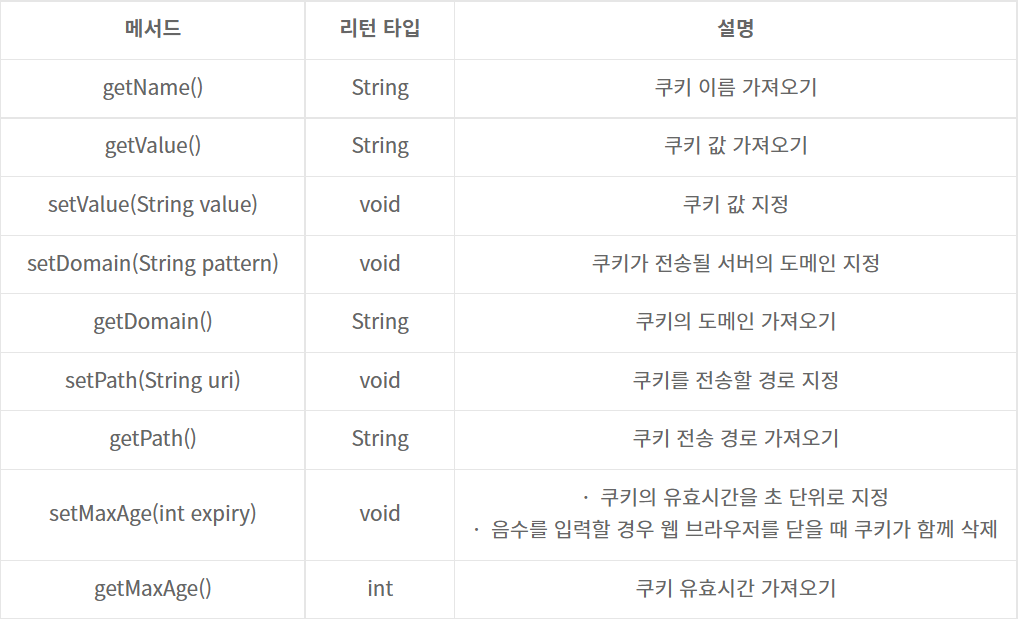 메서드 리턴 타입 설명
getName() String 쿠키 이름 가져오기
getValue() String 쿠키 값 가져오기
setValue(String value) void 쿠키 값 지정
setDomain(String pattern) void 쿠키가 전송될 서버의 도메인 지정
getDomain() String 쿠키의 도메인 가져오기
setPath(String uri) void 쿠키를 전송할 경로 지정
getPath() String 쿠키 전송 경로 가져오기
setMaxAge(int expiry) void · 쿠키의 유효시간을 초 단위로 지정
· 음수를 입력할 경우 웹 브라우저를 닫을 때 쿠키가 함께 삭제
getMaxAge() int 쿠키 유효시간 가져오기